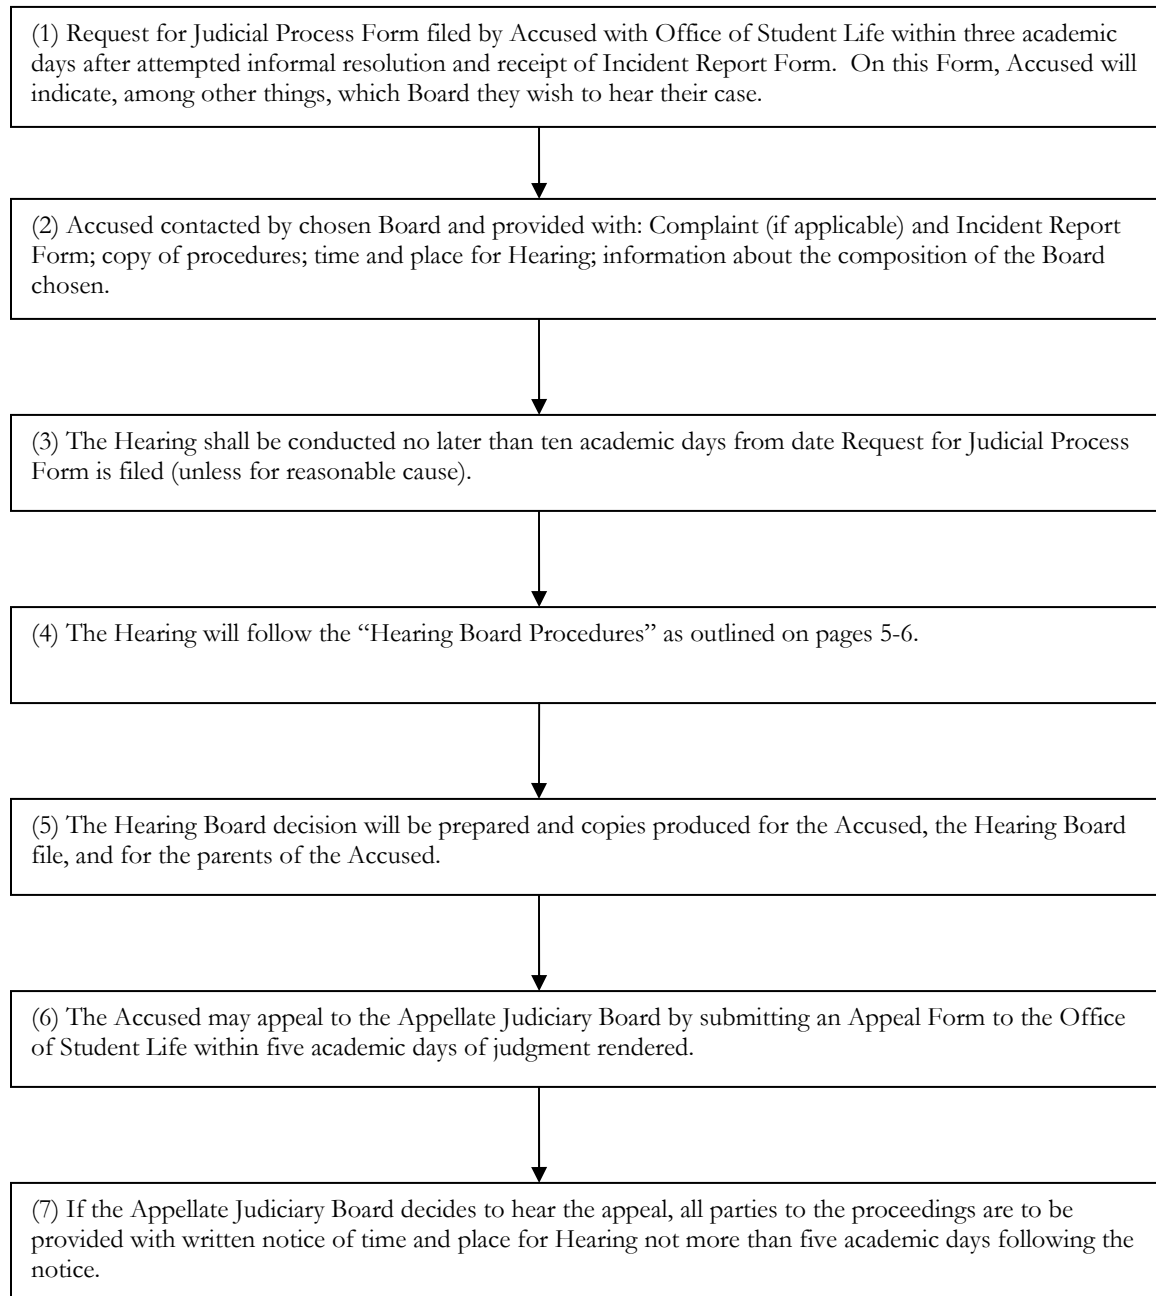 (1) Request for Judicial Process Form filed by Accused with Office of Student Life within three academic
days after attempted informal resolution and receipt of Incident Report Form.  On this Form, Accused will
indicate, among other things, which Board they wish to hear their case.
(2) Accused contacted by chosen Board and provided with: Complaint (if applicable) and Incident Report
Form; copy of procedures; time and place for Hearing; information about the composition of the Board
chosen.
(3) The Hearing shall be conducted no later than ten academic days from date Request for Judicial Process
Form is filed (unless for reasonable cause).
(4) The Hearing will follow the “Hearing Board Procedures” as outlined on pages 5-6.
(5) The Hearing Board decision will be prepared and copies produced for the Accused, the Hearing Board
file, and for the parents of the Accused.
(6) The Accused may appeal to the Appellate Judiciary Board by submitting an Appeal Form to the Office
of Student Life within five academic days of judgment rendered.
(7) If the Appellate Judiciary Board decides to hear the appeal, all parties to the proceedings are to be
provided with written notice of time and place for Hearing not more than five academic days following the
notice.